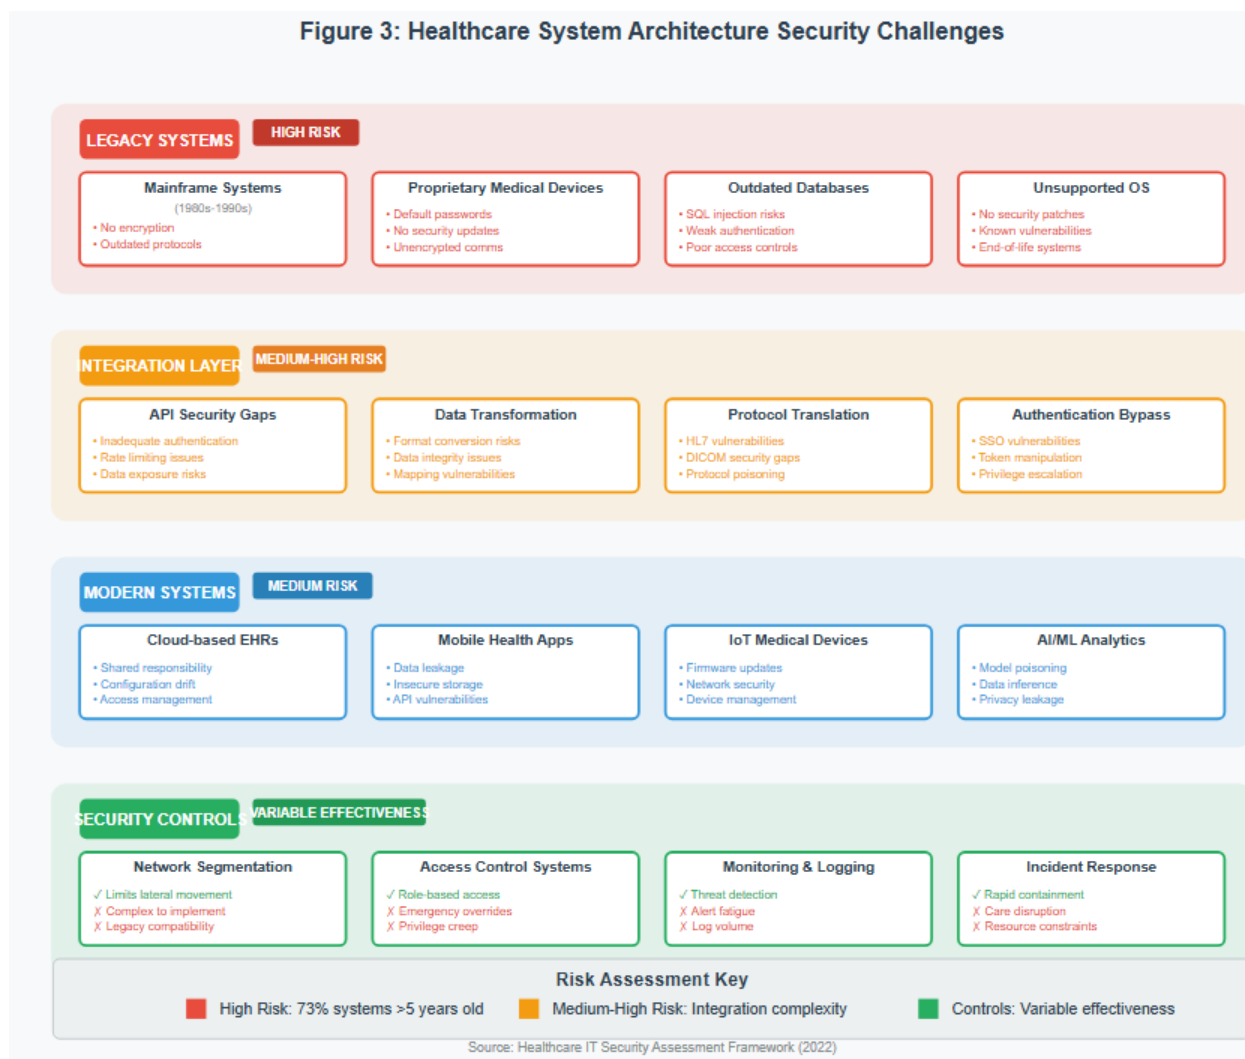 Figure 3: Healthcare System Architecture Security Challenges
LEGACY SYSTEMS
HIGH RISK
Mainframe Systems
(1980s-1990s)
• No encryption
• Outdated protocols
Proprietary Medical Devices
• Default passwords
• No security updates
• Unencrypted comms
Outdated Databases
• SQL injection risks
• Weak authentication
• Poor access controls
Unsupported OS
• No security patches
• Known vulnerabilities
• End-of-life systems
INTEGRATION LAYER
MEDIUM-HIGH RISK
API Security Gaps
• Inadequate authentication
• Rate limiting issues
• Data exposure risks
Data Transformation
• Format conversion risks
• Data integrity issues
• Mapping vulnerabilities
Protocol Translation
• HL7 vulnerabilities
• DICOM security gaps
• Protocol poisoning
Authentication Bypass
• SSO vulnerabilities
• Token manipulation
• Privilege escalation
MODERN SYSTEMS
MEDIUM RISK
Cloud-based EHRs
• Shared responsibility
• Configuration drift
• Access management
Mobile Health Apps
• Data leakage
• Insecure storage
• API vulnerabilities
IoT Medical Devices
• Firmware updates
• Network security
• Device management
AI/ML Analytics
• Model poisoning
• Data inference
• Privacy leakage
SECURITY CONTROLS
VARIABLE EFFECTIVENESS
Network Segmentation
✓ Limits lateral movement
✗ Complex to implement
✗ Legacy compatibility
Access Control Systems
✓ Role-based access
✗ Emergency overrides
✗ Privilege creep
Monitoring & Logging
✓ Threat detection
✗ Alert fatigue
✗ Log volume
Incident Response
✓ Rapid containment
✗ Care disruption
✗ Resource constraints
Risk Assessment Key
High Risk: 73% systems >5 years old
Medium-High Risk: Integration complexity
Controls: Variable effectiveness
Source: Healthcare IT Security Assessment Framework (2022)